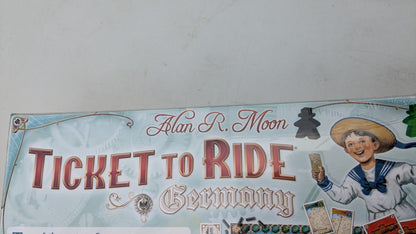 Alan R. Moon
TICKET TO RIDE
Germany